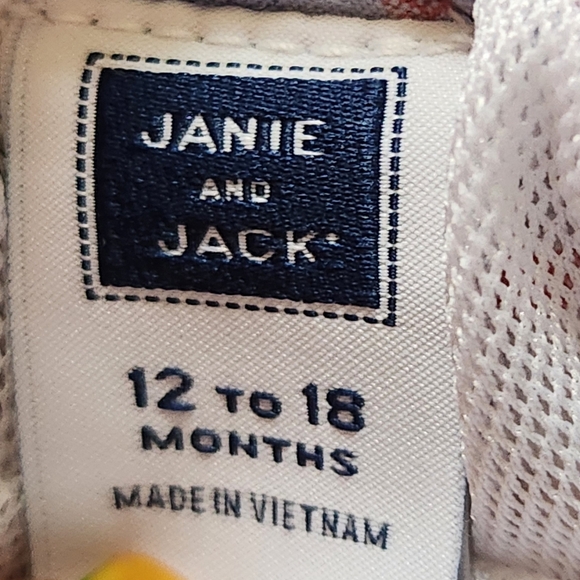 JANIE
AND
JACK
12 TO 18
MONTHS
MADE IN VIETNAM